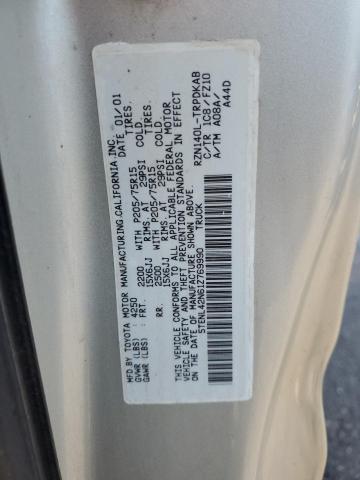 MFD BY TOYOTA MOTOR MANUFACTURING CALIFORNIA, INC.
GVWR (LBS) : 4250 DATE 01/01
GAWR (LBS) : FRT. 2200 WITH P205/75R15 TIRES.
15X6JJ RIMS. AT 29PSI COLD.
RR. 2500 WITH P205/75R15 TIRES.
15X6JJ RIMS. AT 29PSI COLD.
THIS VEHICLE CONFORMS TO ALL APPLICABLE FEDERAL MOTOR
VEHICLE SAFETY AND THEFT PREVENTION STANDARDS IN EFFECT
ON THE DATE OF MANUFACTURE SHOWN ABOVE.
5TENL42N61Z769990 TRUCK
RZN140L-TRPDKAB
C/TR 1C8/FZ10
A/TM A08A/
A44D